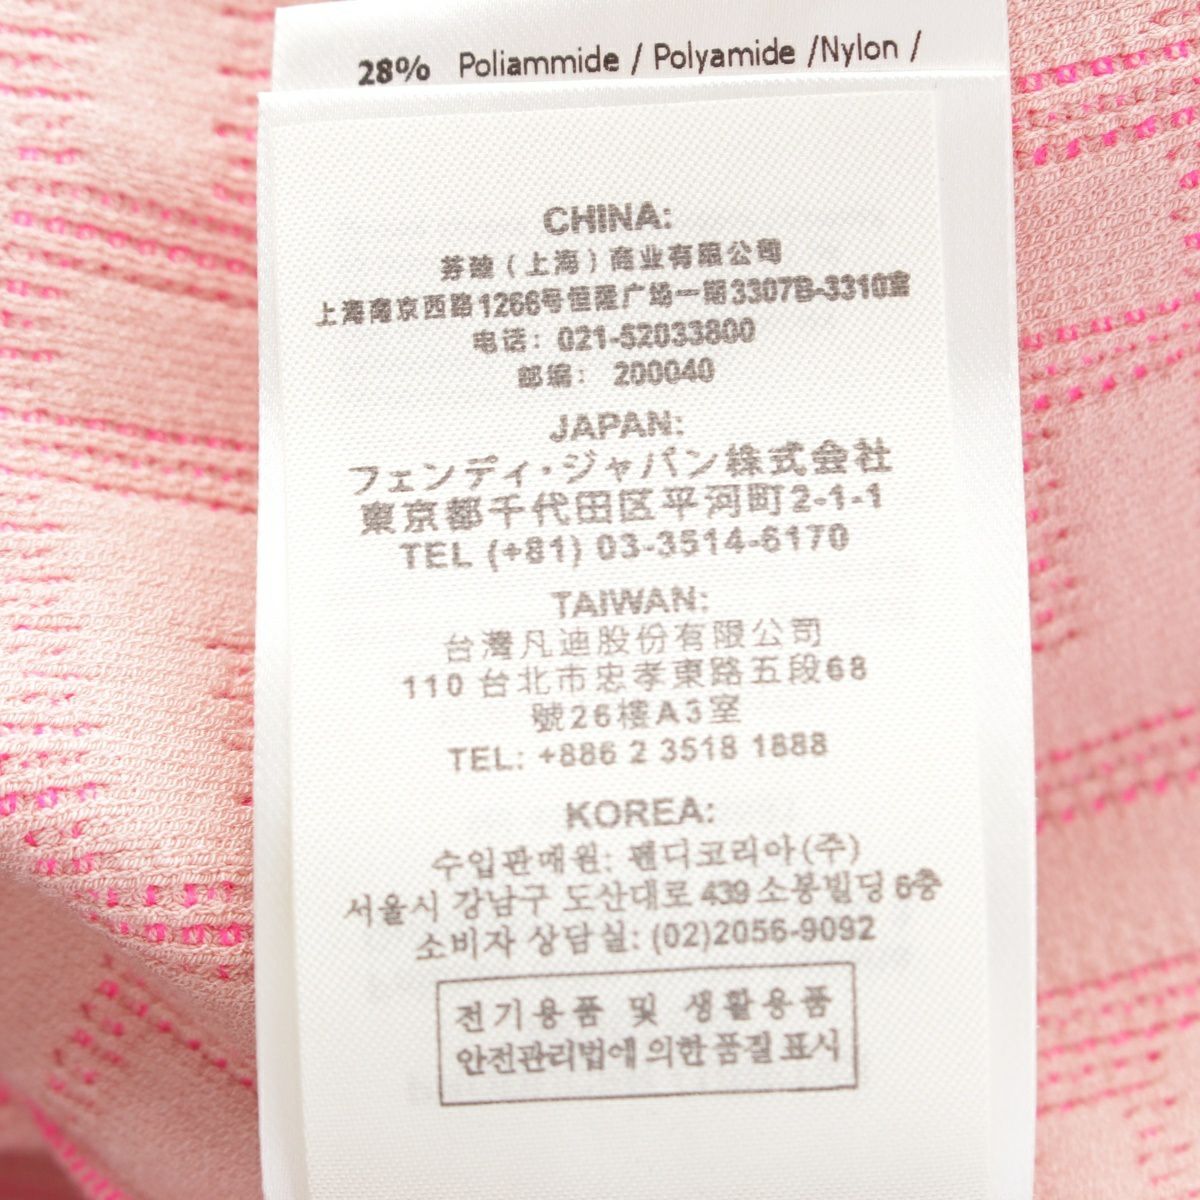 28% Poliammide / Polyamide /Nylon /
CHINA:
芬迪（上海）商业有限公司
上海南京西路1266号恒隆广场一期3307B-3310室
电话：021-52033800
邮编：200040
JAPAN:
フェンディ・ジャパン株式会社
東京都千代田区平河町2-1-1
TEL (+81) 03-3514-6170
TAIWAN:
台灣凡迪股份有限公司
110 台北市忠孝東路五段68
號26樓A3室
TEL: +886 2 3518 1888
KOREA:
수입판매원: 펜디코리아(주)
서울시 강남구 도산대로 439 소봉빌딩 6층
소비자 상담실: (02)2056-9092
전기용품 및 생활용품
안전관리법에 의한 품질 표시